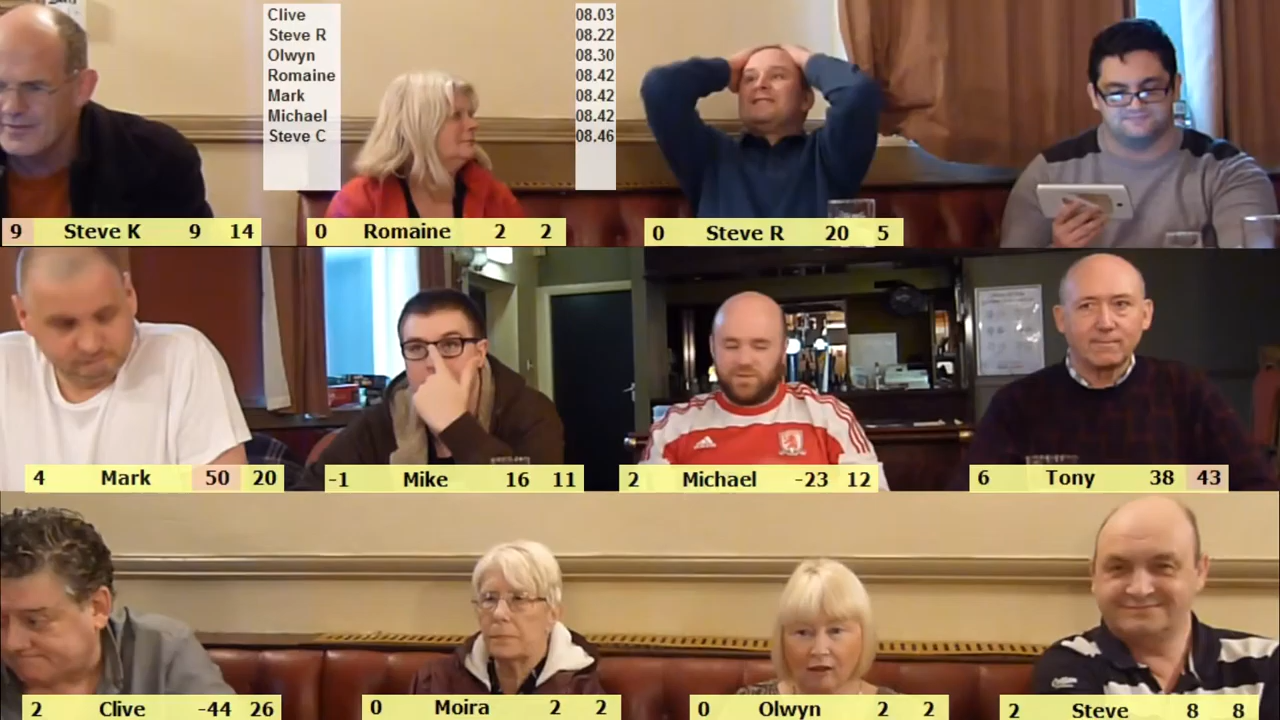 Clive 08.03
Steve R 08.22
Olwyn 08.30
Romaine 08.42
Mark 08.42
Michael 08.42
Steve C 08.46
9 Steve K 9 14
0 Romaine 2 2
0 Steve R 20 5
4 Mark 50 20
-1 Mike 16 11
2 Michael -23 12
6 Tony 38 43
2 Clive -44 26
0 Moira 2 2
0 Olwyn 2 2
2 Steve 8 8